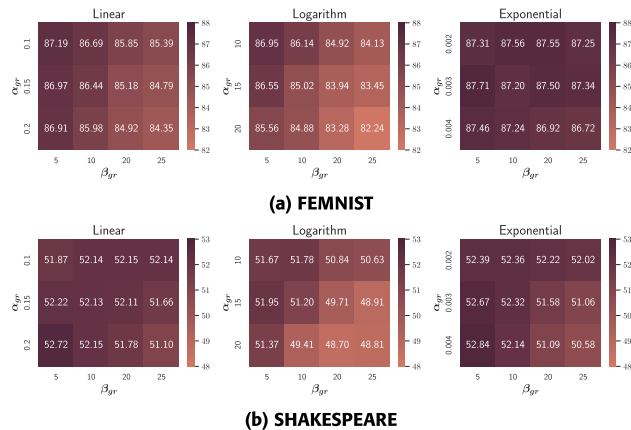 Linear
Logarithm
Exponential
α_gr
0.1 87.19 86.69 85.85 85.39
0.15 86.97 86.44 85.18 84.79
0.2 86.91 85.98 84.92 84.35
5 10 20 25
β_gr
88 87 86 85 84 83 82
10 86.95 86.14 84.92 84.13
15 86.55 85.02 83.94 83.45
20 85.56 84.88 83.28 82.24
5 10 20 25
β_gr
88 87 86 85 84 83 82
α_gr
0.002 87.31 87.56 87.55 87.25
0.003 87.71 87.20 87.50 87.34
0.004 87.46 87.24 86.92 86.72
5 10 20 25
β_gr
88 87 86 85 84 83 82
α_gr
(a) FEMNIST
Linear
Logarithm
Exponential
α_gr
0.1 51.87 52.14 52.15 52.14
0.15 52.22 52.13 52.11 51.66
0.2 52.72 52.15 51.78 51.10
5 10 20 25
β_gr
53 52 51 50 49 48
α_gr
10 51.67 51.78 50.84 50.63
15 51.95 51.20 49.71 48.91
20 51.37 49.41 48.70 48.81
5 10 20 25
β_gr
53 52 51 50 49 48
α_gr
0.002 52.39 52.36 52.22 52.02
0.003 52.67 52.32 51.58 51.06
0.004 52.84 52.14 51.09 50.58
5 10 20 25
β_gr
53 52 51 50 49 48
(b) SHAKESPEARE